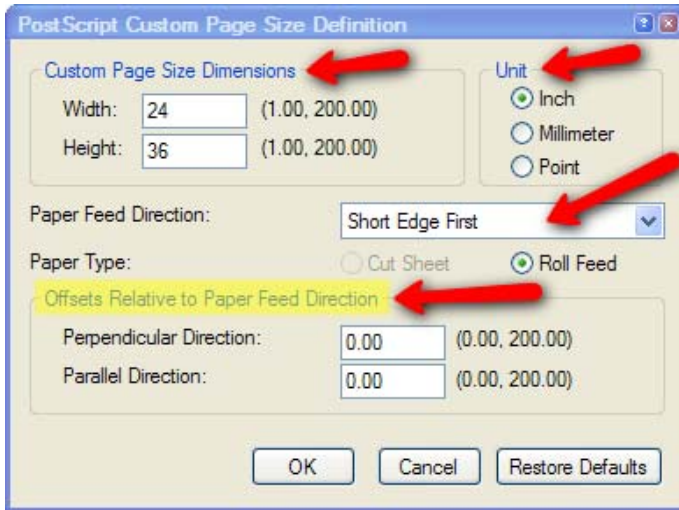 PostScript Custom Page Size Definition
Custom Page Size Dimensions
Width: 24 (1.00, 200.00)
Height: 36 (1.00, 200.00)
Unit
Inch
Millimeter
Point
Paper Feed Direction: Short Edge First
Paper Type: Cut Sheet Roll Feed
Offsets Relative to Paper Feed Direction
Perpendicular Direction: 0.00 (0.00, 200.00)
Parallel Direction: 0.00 (0.00, 200.00)
OK Cancel Restore Defaults